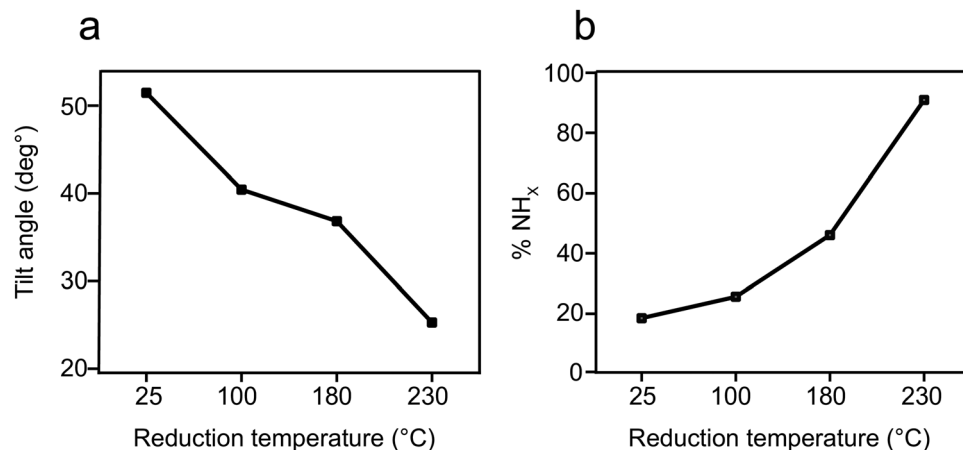 a
Tilt angle (deg°)
50
40
30
20
25 100 180 230
Reduction temperature (°C)
b
% NHx
100
80
60
40
20
0
25 100 180 230
Reduction temperature (°C)